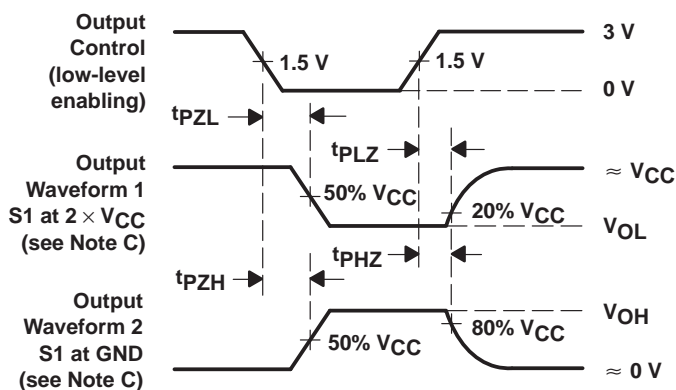 Output
Control
(low-level
enabling)
3 V
1.5 V
1.5 V
0 V
tPZL
tPLZ
Output
Waveform 1
S1 at 2 × VCC
(see Note C)
≈ VCC
50% VCC
20% VCC
VOL
tPZH
tPHZ
Output
Waveform 2
S1 at GND
(see Note C)
VOH
50% VCC
80% VCC
≈ 0 V